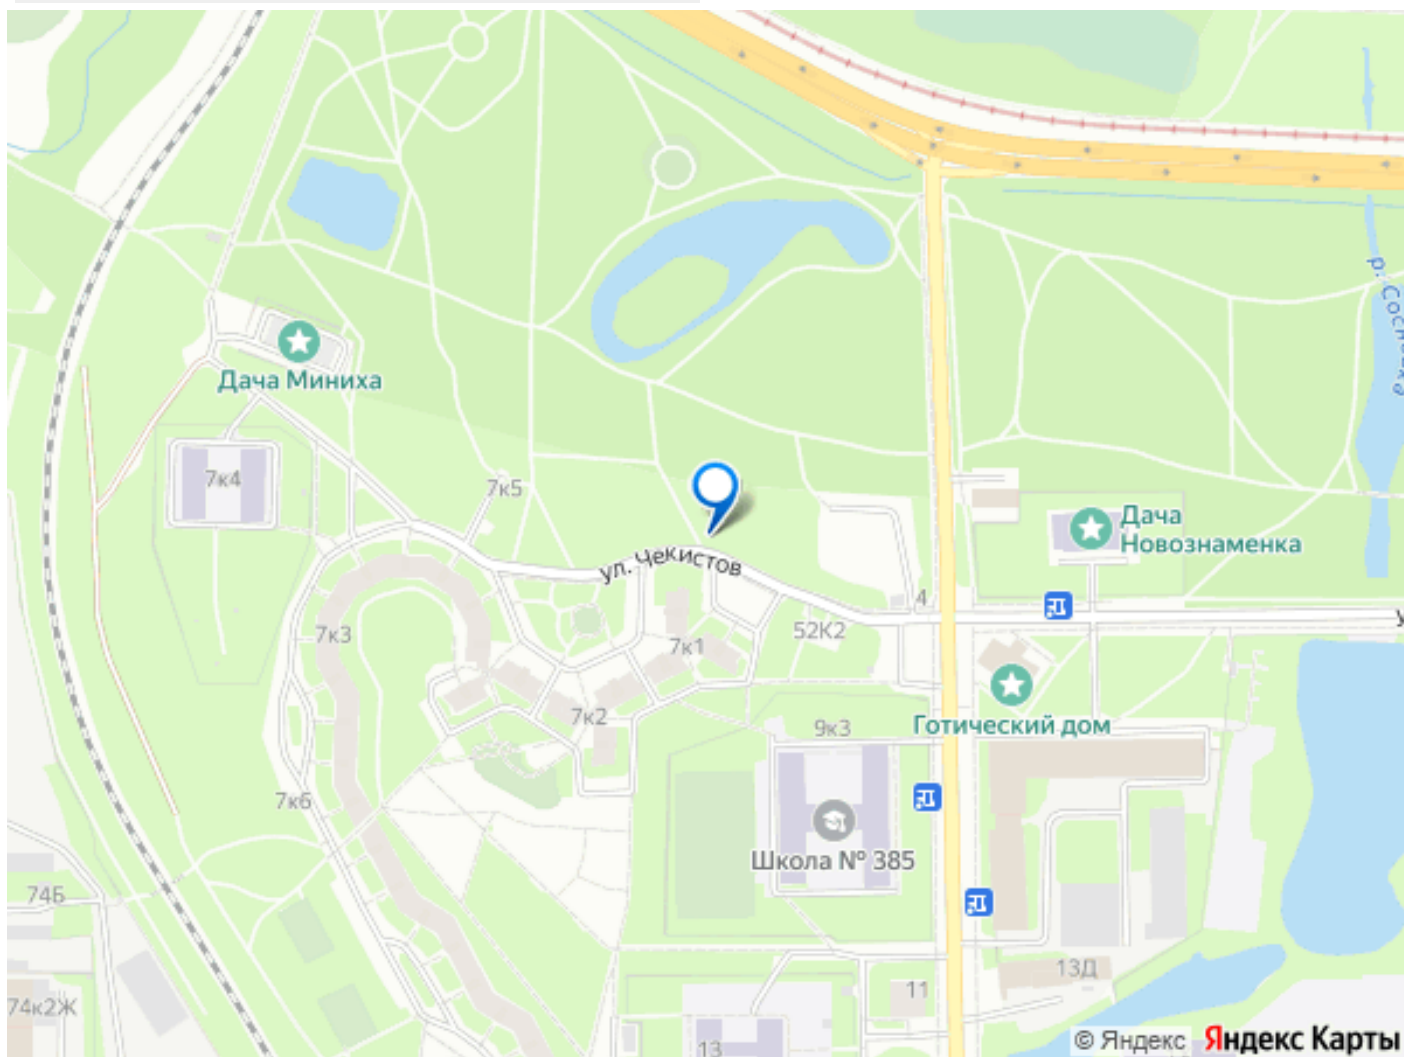 р. Сосновка
Дача Миниха
7к4
7к5
Дача
Новознаменка
ул. Чекистов
4
52К2
7к3
7к1
7к2
Готический дом
9к3
7к6
Школа № 385
74Б
13Д
11
74к2Ж
13
© Яндекс Яндекс Карты